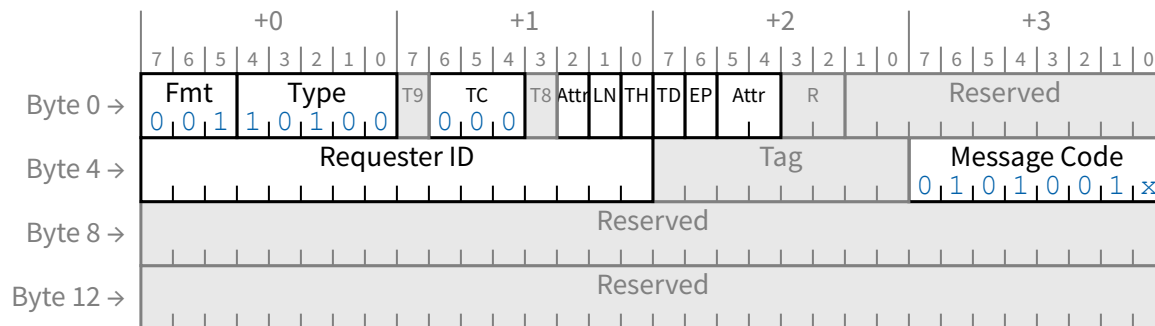 +0 +1 +2 +3
7 6 5 4 3 2 1 0 7 6 5 4 3 2 1 0 7 6 5 4 3 2 1 0 7 6 5 4 3 2 1 0
Byte 0 → Fmt Type T9 TC T8 Attr LN TH TD EP Attr R Reserved
0 0 1 1 0 1 0 0 0 0 0
Byte 4 → Requester ID Tag Message Code
0 1 0 1 0 0 1 x
Byte 8 → Reserved
Byte 12 → Reserved